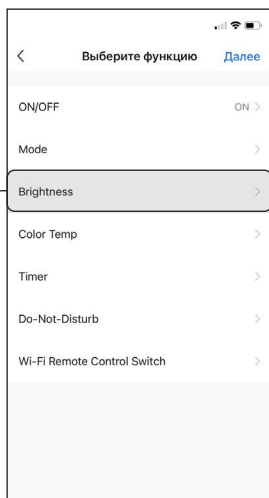 Выберите функцию Далее
ON/OFF ON
Mode
Brightness
Color Temp
Timer
Do-Not-Disturb
Wi-Fi Remote Control Switch